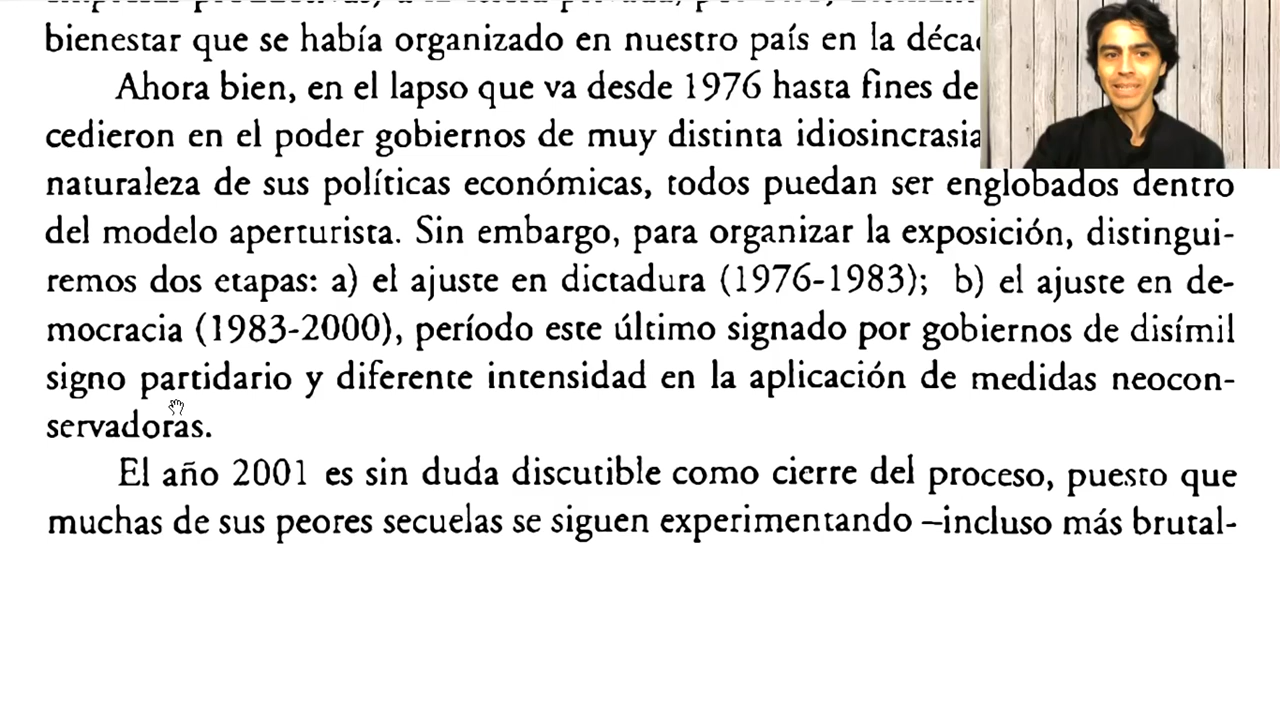 bienestar que se había organizado en nuestro país en la
Ahora bien, en el lapso que va desde 1976 hasta fines de
cedieron en el poder gobiernos de muy distinta idiosincrasia
naturaleza de sus políticas económicas, todos puedan ser englobados dentro
del modelo aperturista. Sin embargo, para organizar la exposición, distingui-
remos dos etapas: a) el ajuste en dictadura (1976-1983); b) el ajuste en de-
mocracia (1983-2000), período este último signado por gobiernos de disímil
signo partidario y diferente intensidad en la aplicación de medidas neocon-
servadoras.
El año 2001 es sin duda discutible como cierre del proceso, puesto que
muchas de sus peores secuelas se siguen experimentando –incluso más brutal-